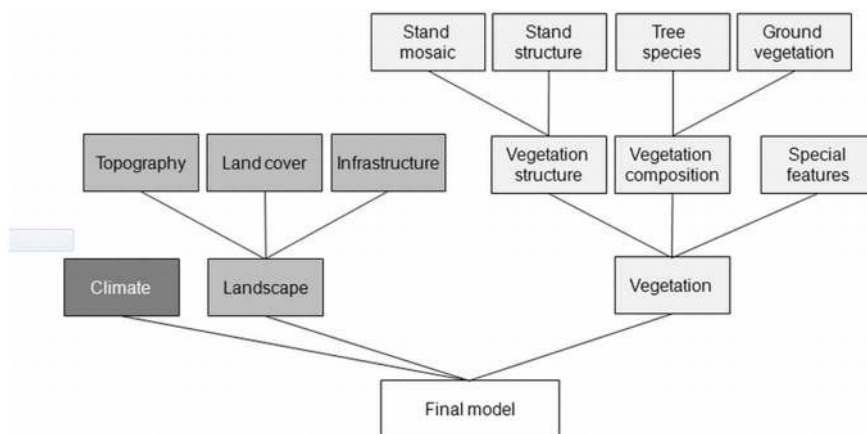 Stand
mosaic
Stand
structure
Tree
species
Ground
vegetation
Topography
Land cover
Infrastructure
Vegetation
structure
Vegetation
composition
Special
features
Climate
Landscape
Vegetation
Final model